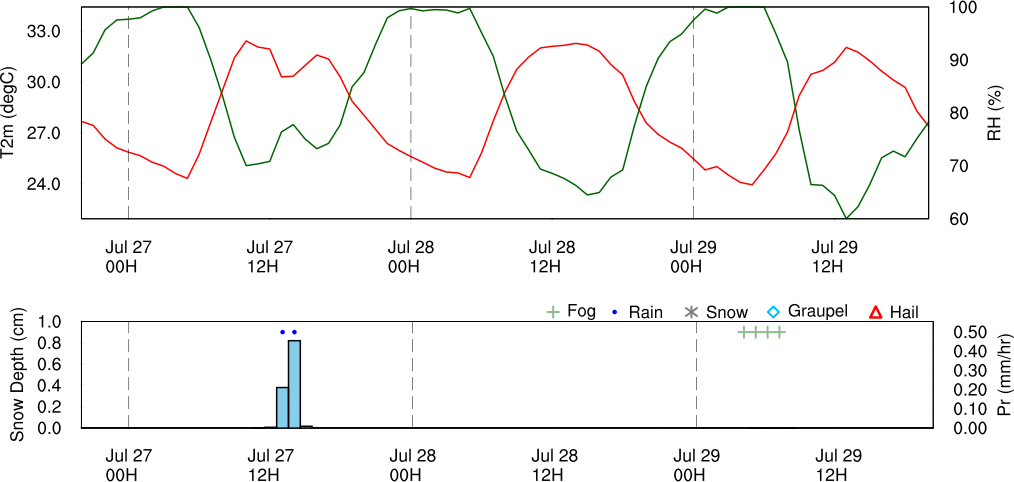 33.0
30.0
27.0
24.0
T2m (degC)
100
90
80
70
60
RH (%)
Jul 27 Jul 27 Jul 28 Jul 28 Jul 29 Jul 29
00H 12H 00H 12H 00H 12H
Fog Rain Snow Graupel Hail
1.0
0.8
0.6
0.4
0.2
0.0
Snow Depth (cm)
0.50
0.40
0.30
0.20
0.10
0.00
Pr (mm/hr)
Jul 27 Jul 27 Jul 28 Jul 28 Jul 29 Jul 29
00H 12H 00H 12H 00H 12H